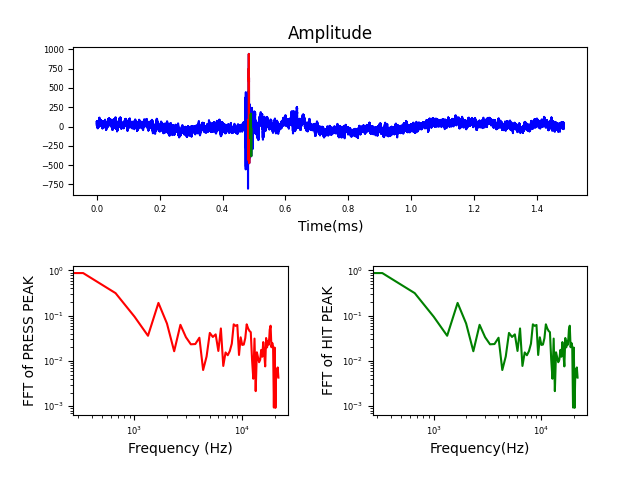 Amplitude
1000
750
500
250
0
−250
−500
−750
0.0 0.2 0.4 0.6 0.8 1.0 1.2 1.4
Time(ms)
FFT of PRESS PEAK
10⁰
10⁻¹
10⁻²
10⁻³
10³ 10⁴
Frequency (Hz)
FFT of HIT PEAK
10⁰
10⁻¹
10⁻²
10⁻³
10³ 10⁴
Frequency(Hz)